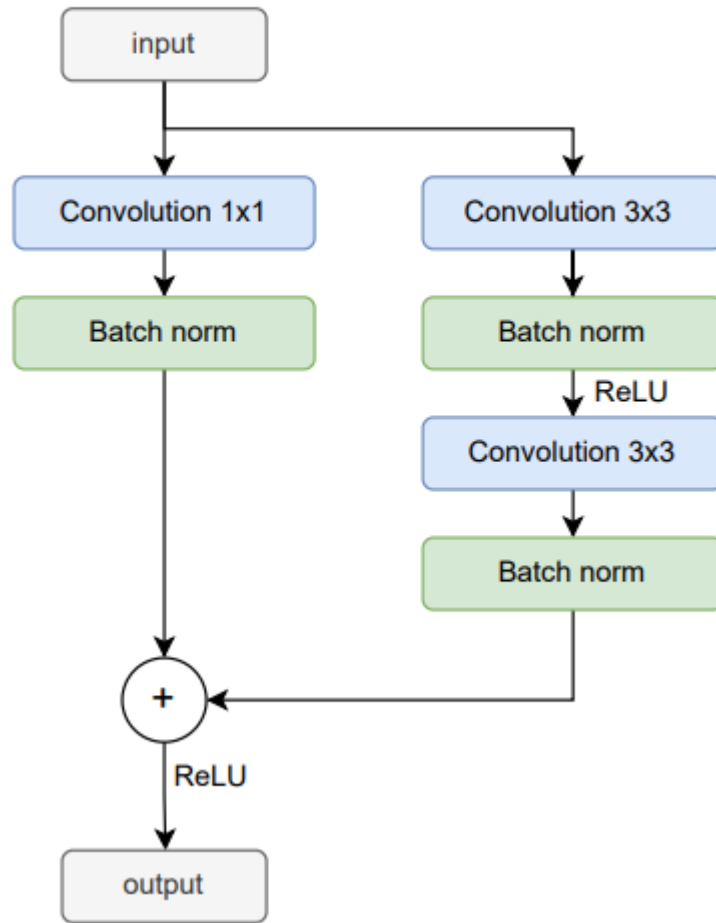 input
Convolution 1x1
Convolution 3x3
Batch norm
Batch norm
ReLU
Convolution 3x3
Batch norm
+
ReLU
output